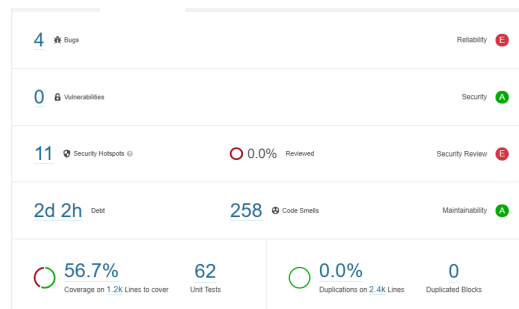 4 Bugs Reliability E
0 Vulnerabilities Security A
11 Security Hotspots 0.0% Reviewed Security Review E
2d 2h Debt 258 Code Smells Maintainability A
56.7% 62 0.0% 0
Coverage on 1.2k Lines to cover Unit Tests Duplications on 2.4k Lines Duplicated Blocks